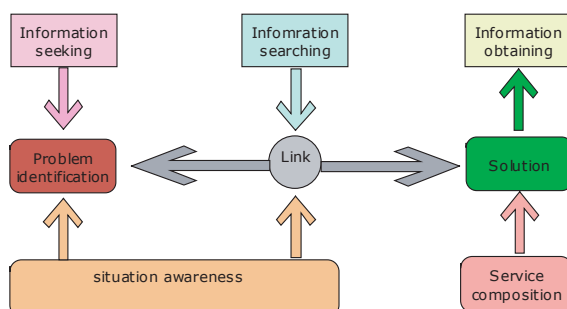 Information
seeking
Infomration
searching
Information
obtaining
Problem
identification
Link
Solution
situation awareness
Service
composition